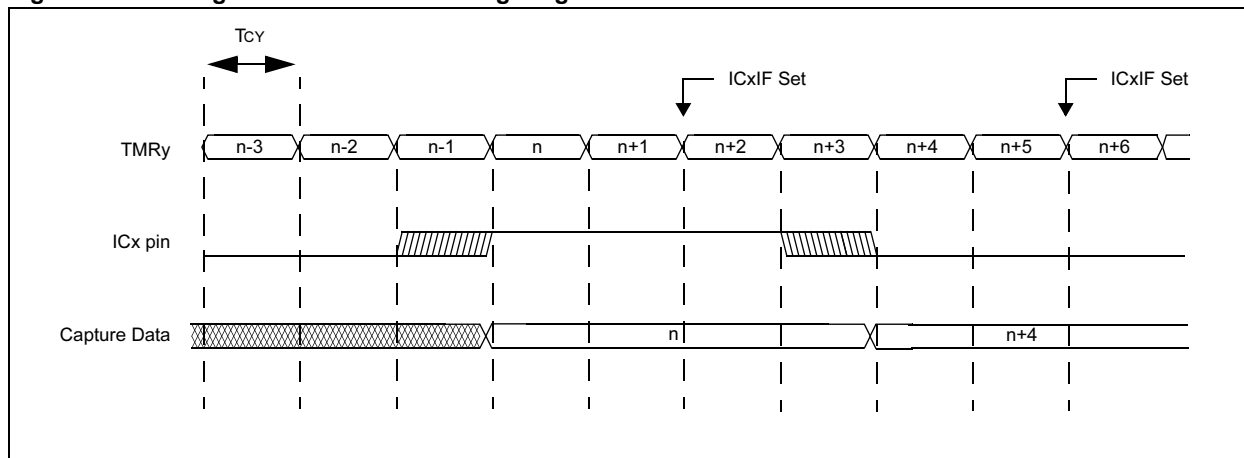 TCY
ICxIF Set
ICxIF Set
TMRy
n-3
n-2
n-1
n
n+1
n+2
n+3
n+4
n+5
n+6
ICx pin
Capture Data
n
n+4